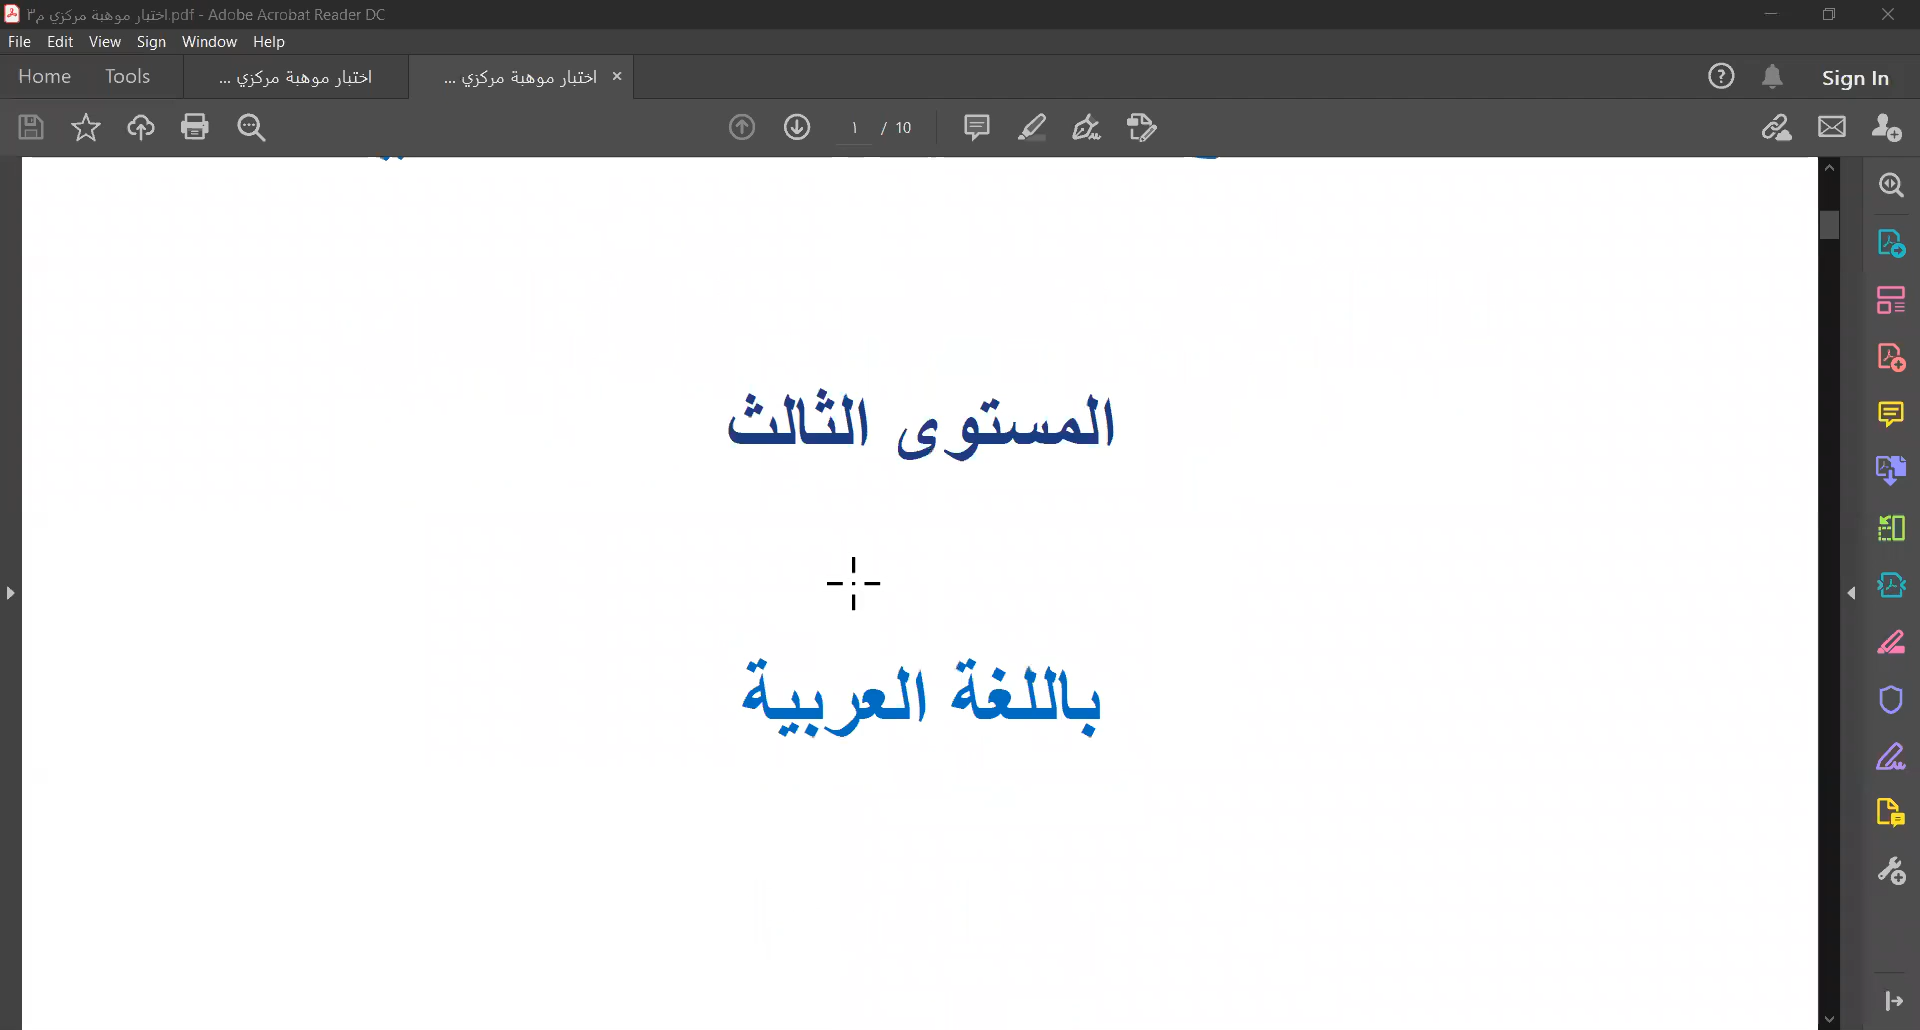 اختبار موهبة مركزي م٣.pdf - Adobe Acrobat Reader DC
File Edit View Sign Window Help
Home Tools اختبار موهبة مركزي ... اختبار موهبة مركزي ... × Sign In
١ / 10
المستوى الثالث
باللغة العربية